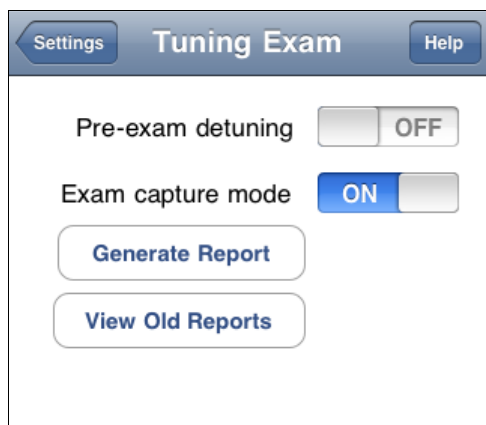 Settings Tuning Exam Help
Pre-exam detuning OFF
Exam capture mode ON
Generate Report
View Old Reports